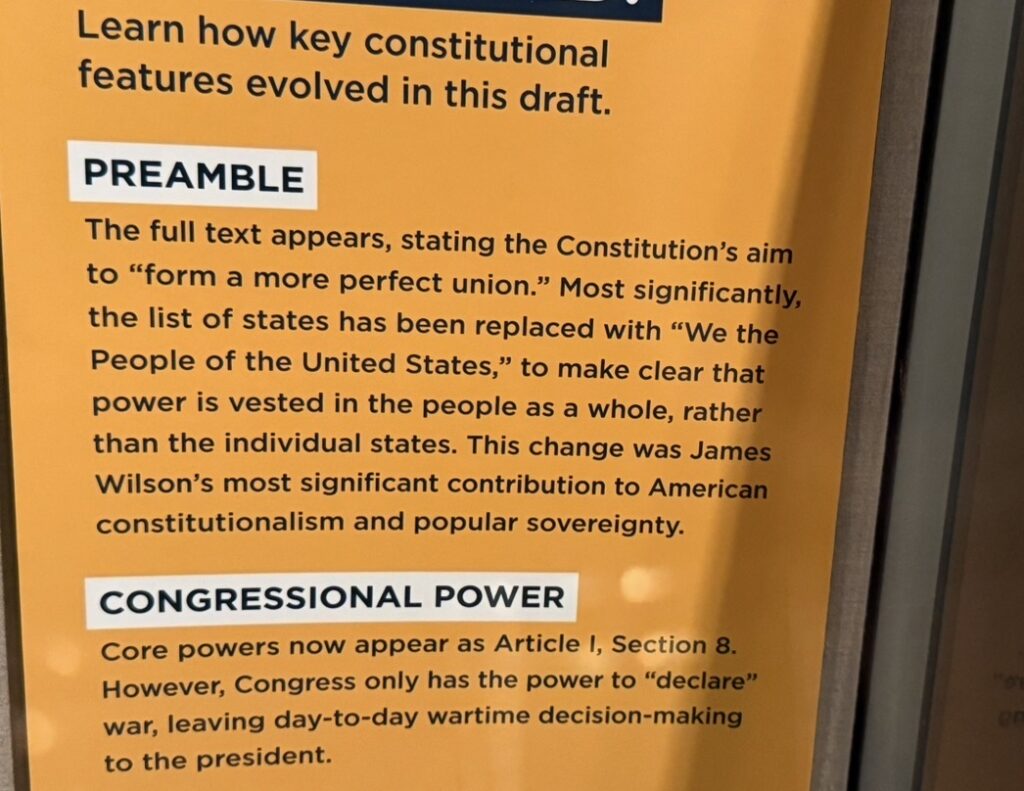 Learn how key constitutional
features evolved in this draft.
PREAMBLE
The full text appears, stating the Constitution’s aim
to “form a more perfect union.” Most significantly,
the list of states has been replaced with “We the
People of the United States,” to make clear that
power is vested in the people as a whole, rather
than the individual states. This change was James
Wilson’s most significant contribution to American
constitutionalism and popular sovereignty.
CONGRESSIONAL POWER
Core powers now appear as Article I, Section 8.
However, Congress only has the power to “declare”
war, leaving day-to-day wartime decision-making
to the president.